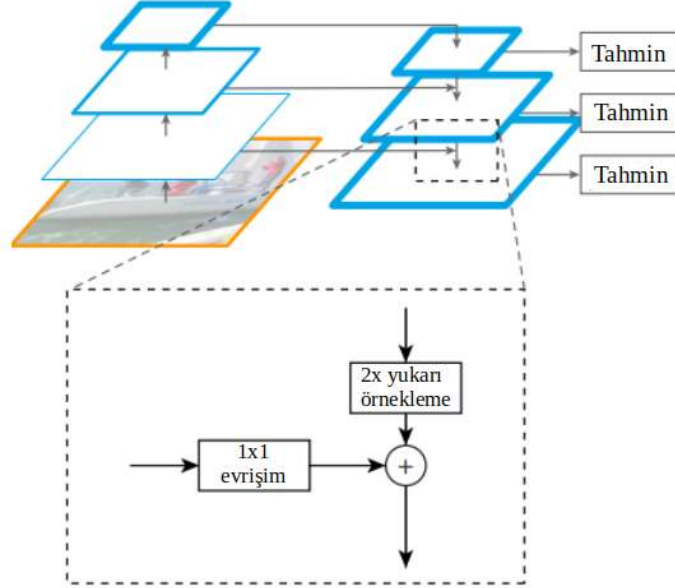 Tahmin
Tahmin
Tahmin
2x yukarı
örnekleme
1x1
evrişim
+